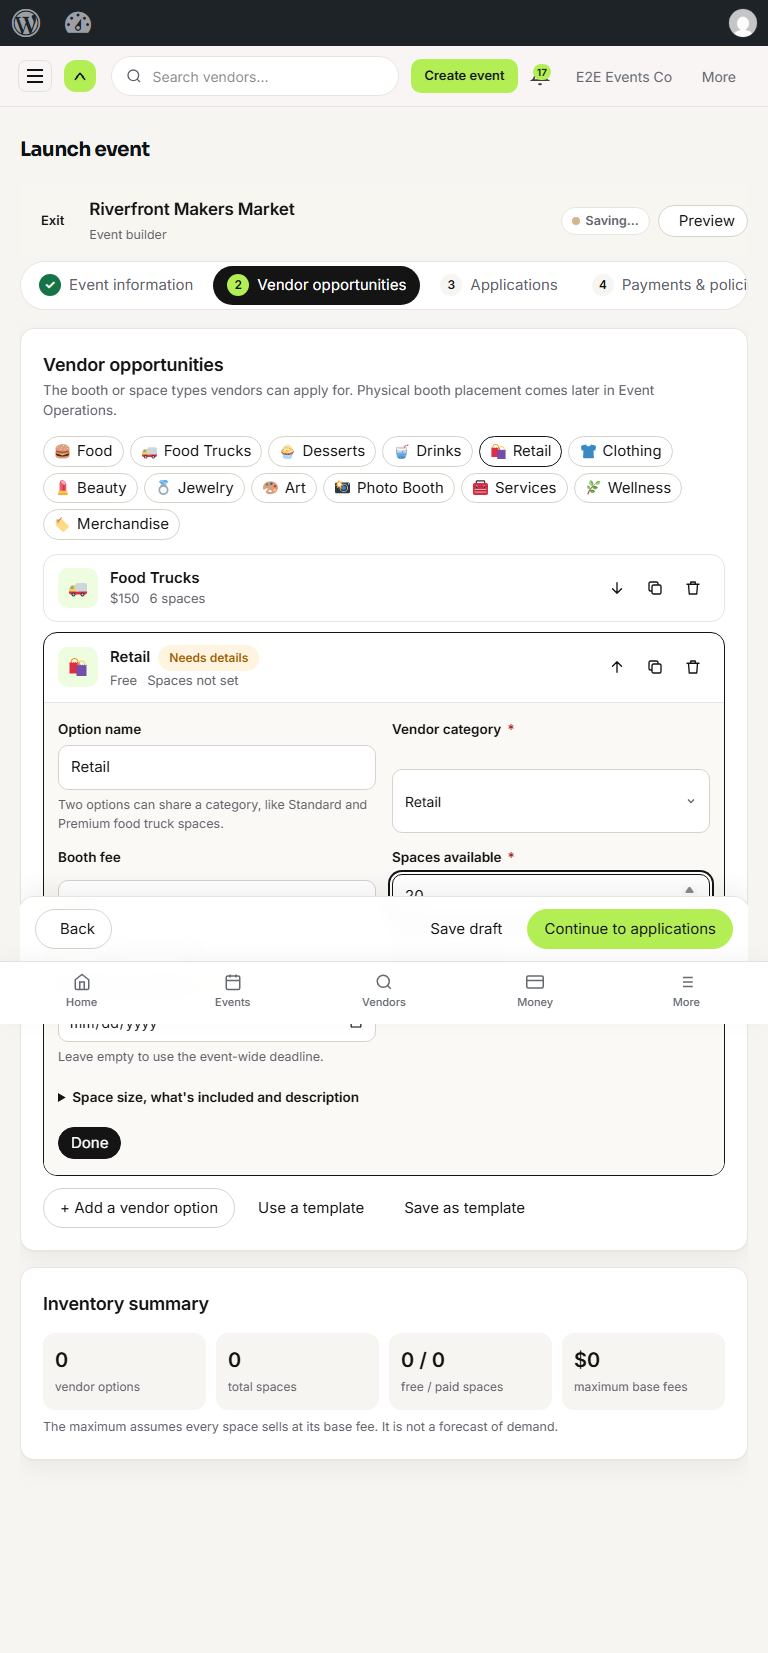 Search vendors...
Create event
17
E2E Events Co
More
Launch event
Exit
Riverfront Makers Market
Event builder
Saving...
Preview
Event information
2 Vendor opportunities
3 Applications
4 Payments & polici
Vendor opportunities
The booth or space types vendors can apply for. Physical booth placement comes later in Event
Operations.
Food
Food Trucks
Desserts
Drinks
Retail
Clothing
Beauty
Jewelry
Art
Photo Booth
Services
Wellness
Merchandise
Food Trucks
$150 6 spaces
Retail
Needs details
Free Spaces not set
Option name
Vendor category *
Retail
Retail
Two options can share a category, like Standard and
Premium food truck spaces.
Booth fee
Spaces available *
20
Back
Save draft
Continue to applications
Home
Events
Vendors
Money
More
mm/dd/yyyy
Leave empty to use the event-wide deadline.
Space size, what's included and description
Done
+ Add a vendor option
Use a template
Save as template
Inventory summary
0
vendor options
0
total spaces
0 / 0
free / paid spaces
$0
maximum base fees
The maximum assumes every space sells at its base fee. It is not a forecast of demand.